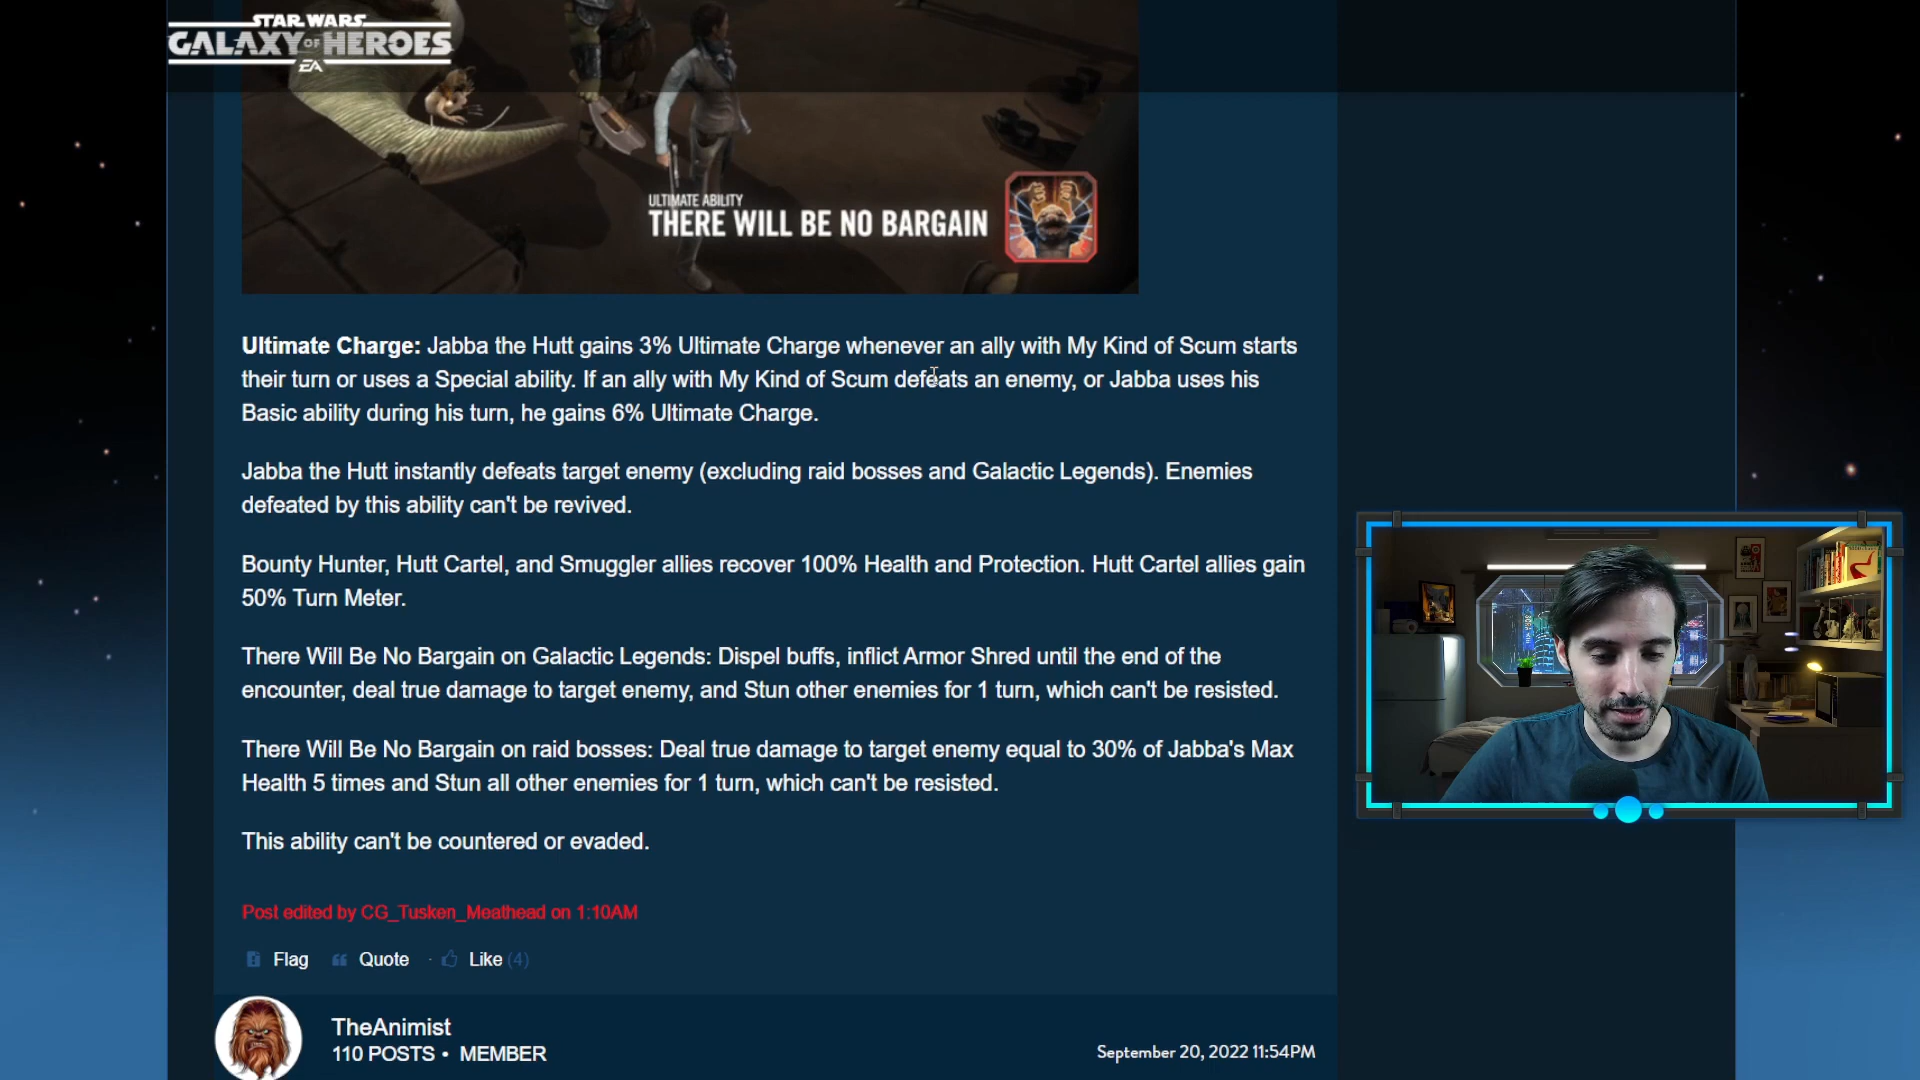 STAR WARS
GALAXY OF HEROES
EA
ULTIMATE ABILITY
THERE WILL BE NO BARGAIN
Ultimate Charge: Jabba the Hutt gains 3% Ultimate Charge whenever an ally with My Kind of Scum starts
their turn or uses a Special ability. If an ally with My Kind of Scum defeats an enemy, or Jabba uses his
Basic ability during his turn, he gains 6% Ultimate Charge.
Jabba the Hutt instantly defeats target enemy (excluding raid bosses and Galactic Legends). Enemies
defeated by this ability can't be revived.
Bounty Hunter, Hutt Cartel, and Smuggler allies recover 100% Health and Protection. Hutt Cartel allies gain
50% Turn Meter.
There Will Be No Bargain on Galactic Legends: Dispel buffs, inflict Armor Shred until the end of the
encounter, deal true damage to target enemy, and Stun other enemies for 1 turn, which can't be resisted.
There Will Be No Bargain on raid bosses: Deal true damage to target enemy equal to 30% of Jabba's Max
Health 5 times and Stun all other enemies for 1 turn, which can't be resisted.
This ability can't be countered or evaded.
Post edited by CG_Tusken_Meathead on 1:10AM
Flag Quote · Like (4)
TheAnimist
110 POSTS • MEMBER
September 20, 2022 11:54PM